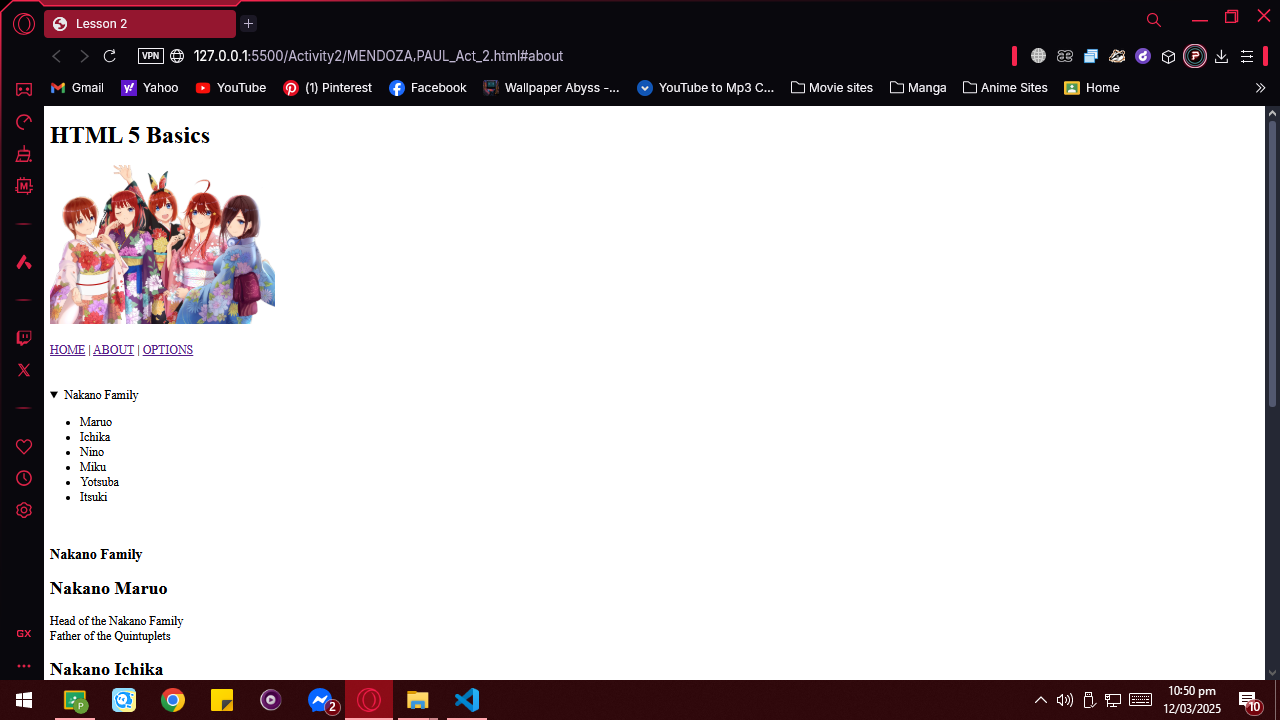 Lesson 2
VPN
127.0.0.1:5500/Activity2/MENDOZA,PAUL_Act_2.html#about
Gmail
Yahoo
YouTube
(1) Pinterest
Facebook
Wallpaper Abyss -...
YouTube to Mp3 C...
Movie sites
Manga
Anime Sites
Home
HTML 5 Basics
HOME | ABOUT | OPTIONS
Nakano Family
Maruo
Ichika
Nino
Miku
Yotsuba
Itsuki
Nakano Family
Nakano Maruo
Head of the Nakano Family
Father of the Quintuplets
Nakano Ichika
GX
2
10:50 pm
12/03/2025
10